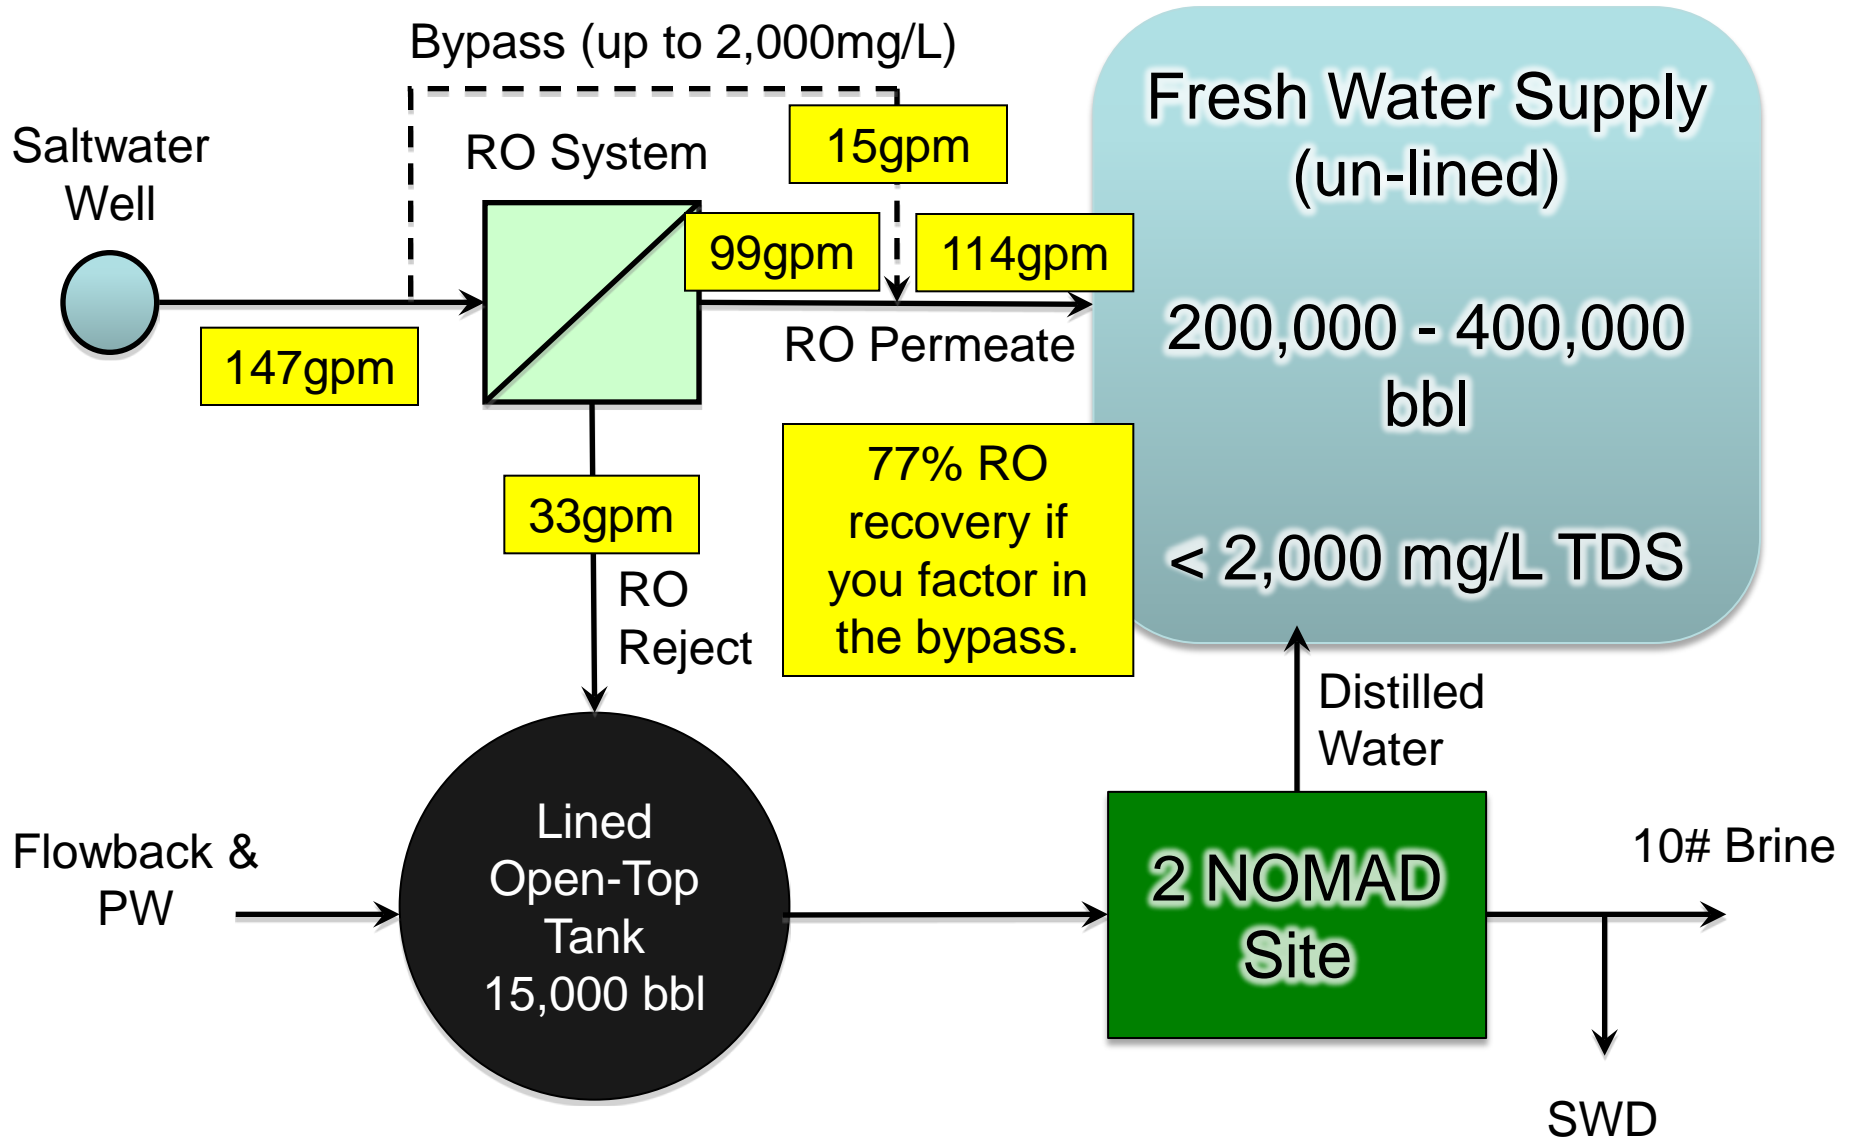 Bypass (up to 2,000mg/L)
Saltwater
Well
RO System
15gpm
99gpm
114gpm
147gpm
RO Permeate
Fresh Water Supply
(un-lined)
200,000 - 400,000
bbl
< 2,000 mg/L TDS
77% RO
recovery if
you factor in
the bypass.
33gpm
RO
Reject
Distilled
Water
Flowback &
PW
Lined
Open-Top
Tank
15,000 bbl
2 NOMAD
Site
10# Brine
SWD